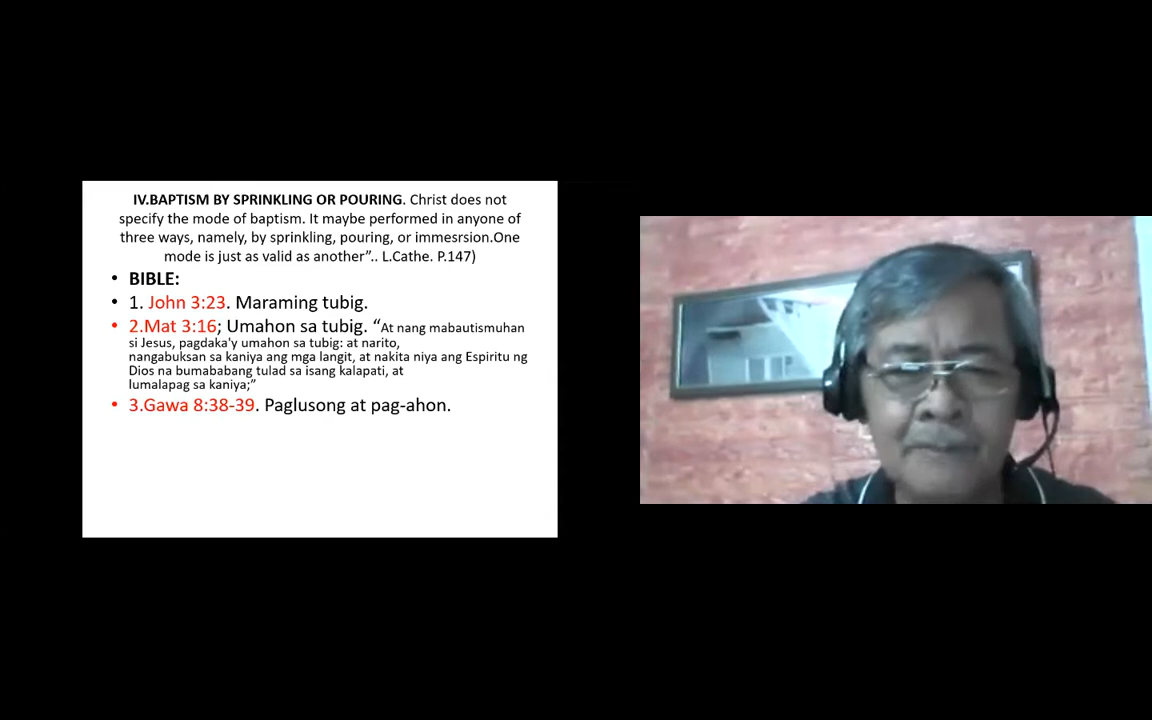 IV.BAPTISM BY SPRINKLING OR POURING. Christ does not
specify the mode of baptism. It maybe performed in anyone of
three ways, namely, by sprinkling, pouring, or immesrsion.One
mode is just as valid as another”.. L.Cathe. P.147)
• BIBLE:
• 1. John 3:23. Maraming tubig.
• 2.Mat 3:16; Umahon sa tubig. “At nang mabautismuhan
si Jesus, pagdaka'y umahon sa tubig: at narito,
nangabuksan sa kaniya ang mga langit, at nakita niya ang Espiritu ng
Dios na bumababang tulad sa isang kalapati, at
lumalapag sa kaniya;”
• 3.Gawa 8:38-39. Paglusong at pag-ahon.